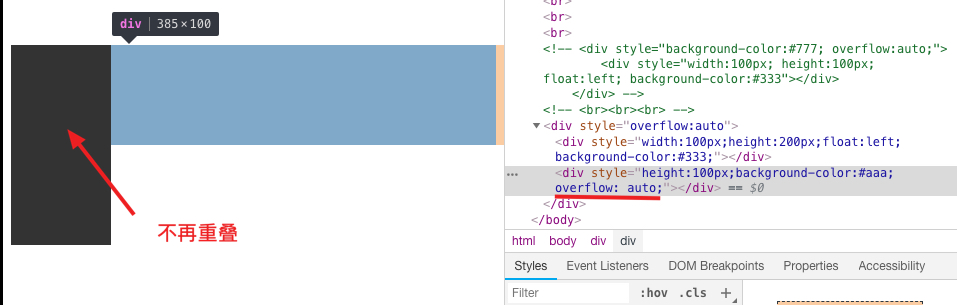 div | 385 × 100
不再重叠
<br>
<br>
<br>
<!-- <div style="background-color:#777; overflow:auto;">
<div style="width:100px; height:100px;
float:left; background-color:#333"></div>
</div> -->
<!-- <br><br><br> -->
<div style="overflow:auto">
<div style="width:100px;height:200px;float:left;
background-color:#333;"></div>
... <div style="height:100px;background-color:#aaa;
overflow: auto;"></div> == $0
</div>
</body>
html body div div
Styles Event Listeners DOM Breakpoints Properties Accessibility
Filter :hov .cls +